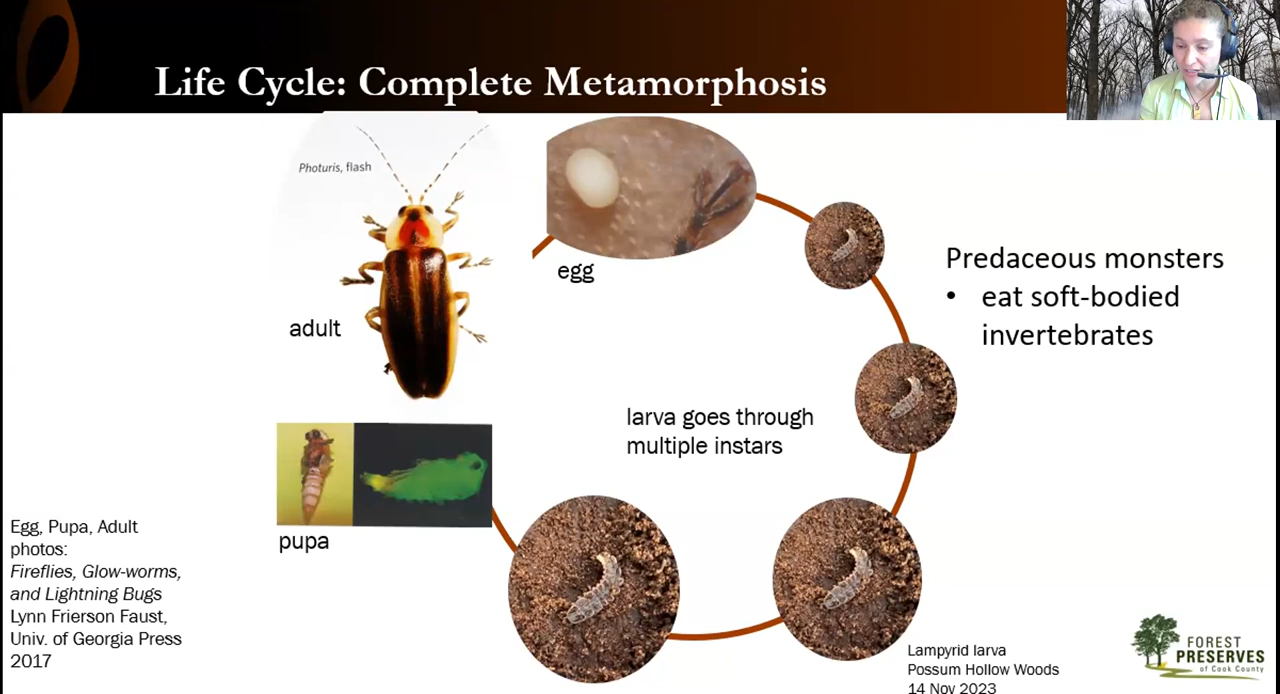 Life Cycle: Complete Metamorphosis
Photuris, flash
adult
egg
Predaceous monsters
• eat soft-bodied
invertebrates
larva goes through
multiple instars
pupa
Egg, Pupa, Adult
photos:
Fireflies, Glow-worms,
and Lightning Bugs
Lynn Frierson Faust,
Univ. of Georgia Press
2017
Lampyrid larva
Possum Hollow Woods
14 Nov 2023
FOREST
PRESERVES
of Cook County